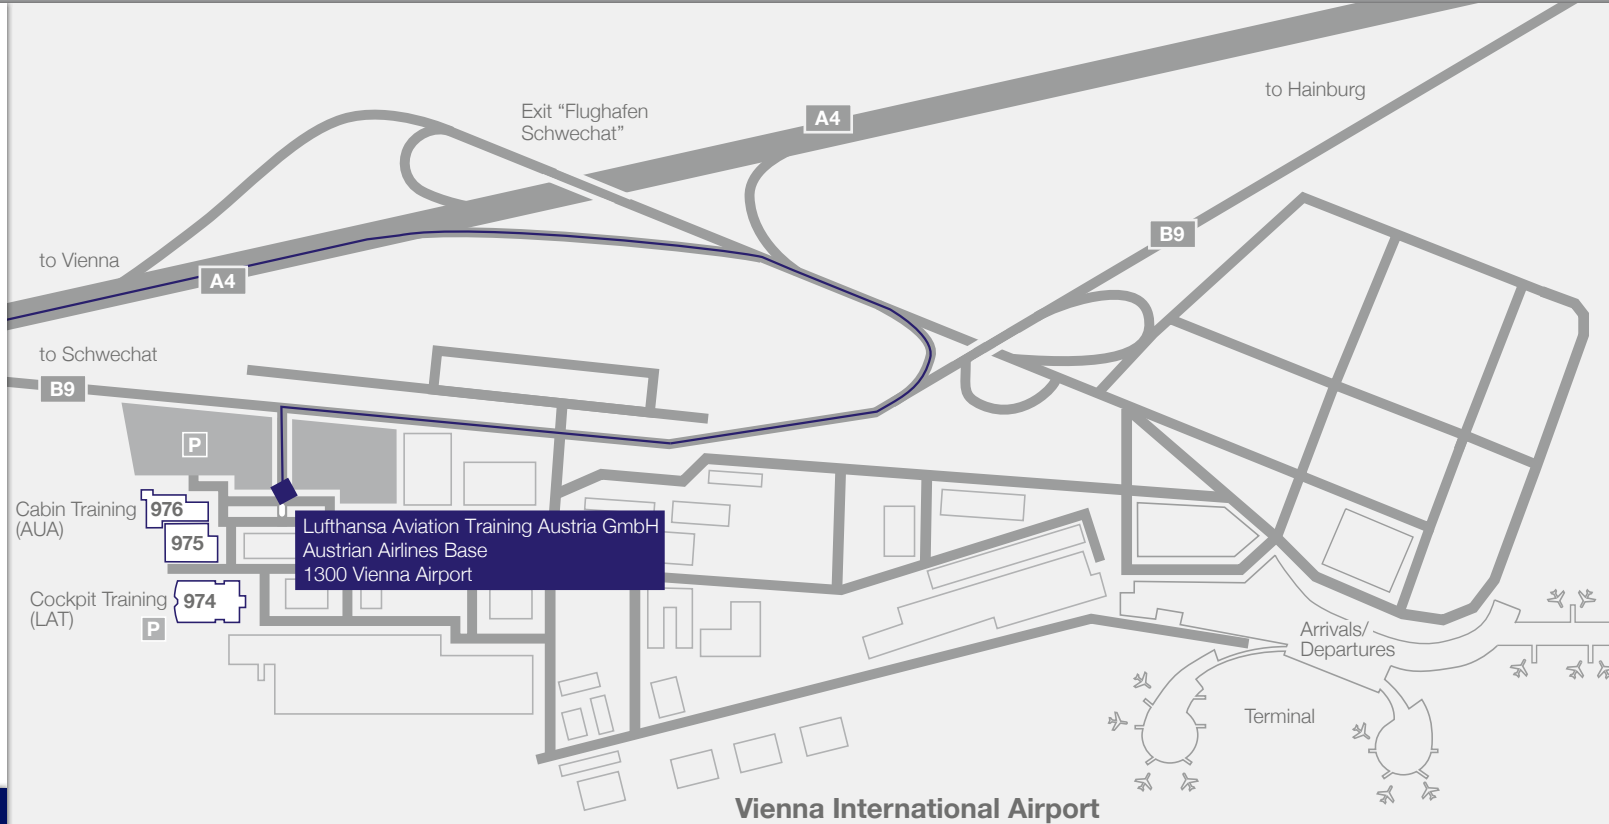 to Hainburg
Exit “Flughafen
Schwechat”
A4
B9
to Vienna
A4
to Schwechat
B9
P
Cabin Training
(AUA)
976
975
Lufthansa Aviation Training Austria GmbH
Austrian Airlines Base
1300 Vienna Airport
Cockpit Training
(LAT)
974
P
Arrivals/
Departures
Terminal
Vienna International Airport